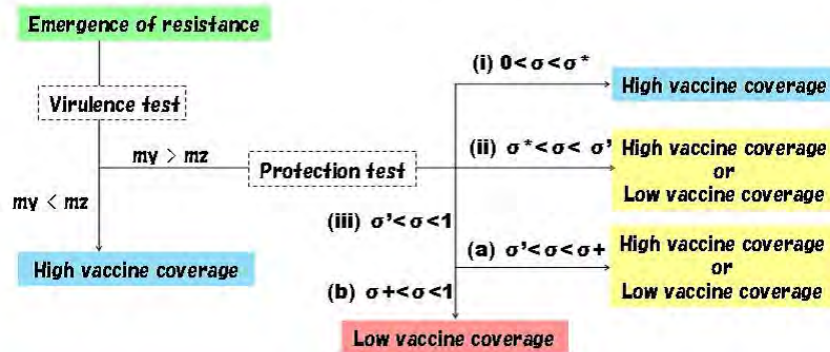 Emergence of resistance
Virulence test
my > mz
my < mz
High vaccine coverage
Protection test
(i) 0<σ<σ*
High vaccine coverage
(ii) σ*<σ< σ'
High vaccine coverage
or
Low vaccine coverage
(iii) σ'<σ<1
(a) σ'<σ<σ+
High vaccine coverage
or
Low vaccine coverage
(b) σ+<σ<1
Low vaccine coverage